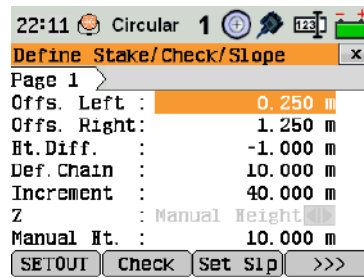 22:11 Circular 1 123
Define Stake/Check/Slope x
Page 1
Offs. Left : 0.250 m
Offs. Right: 1.250 m
Ht.Diff. : -1.000 m
Def.Chain : 10.000 m
Increment : 40.000 m
Z : Manual Height
Manual Ht. : 10.000 m
SETOUT Check Set Slp >>>